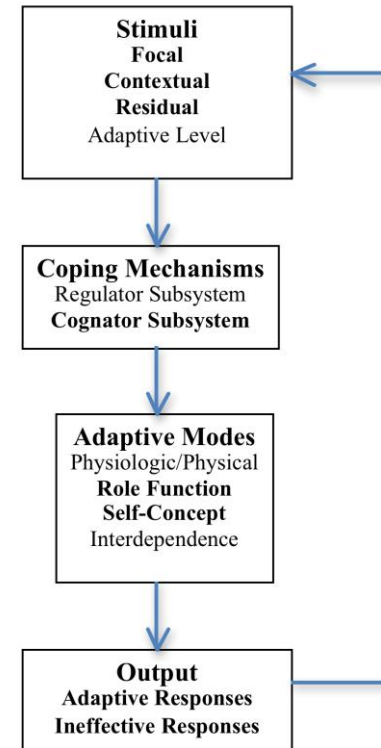 Stimuli
Focal
Contextual
Residual
Adaptive Level
Coping Mechanisms
Regulator Subsystem
Cognator Subsystem
Adaptive Modes
Physiologic/Physical
Role Function
Self-Concept
Interdependence
Output
Adaptive Responses
Ineffective Responses